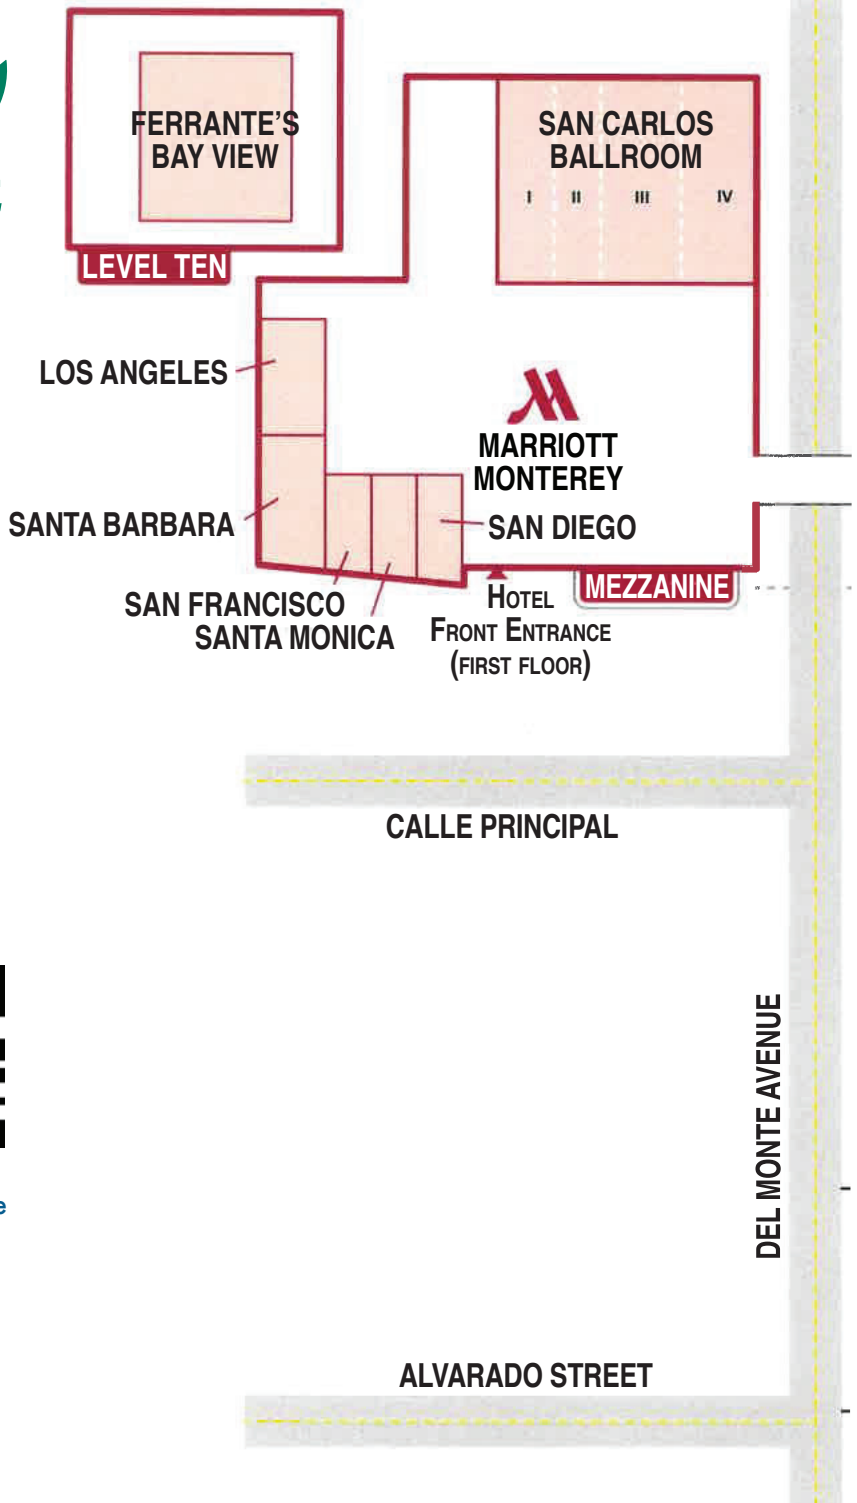 FERRANTE'S
BAY VIEW
LEVEL TEN
SAN CARLOS
BALLROOM
I II III IV
LOS ANGELES
MARRIOTT
MONTEREY
SANTA BARBARA
SAN DIEGO
SAN FRANCISCO
SANTA MONICA
MEZZANINE
HOTEL
FRONT ENTRANCE
(FIRST FLOOR)
CALLE PRINCIPAL
DEL MONTE AVENUE
e
ALVARADO STREET